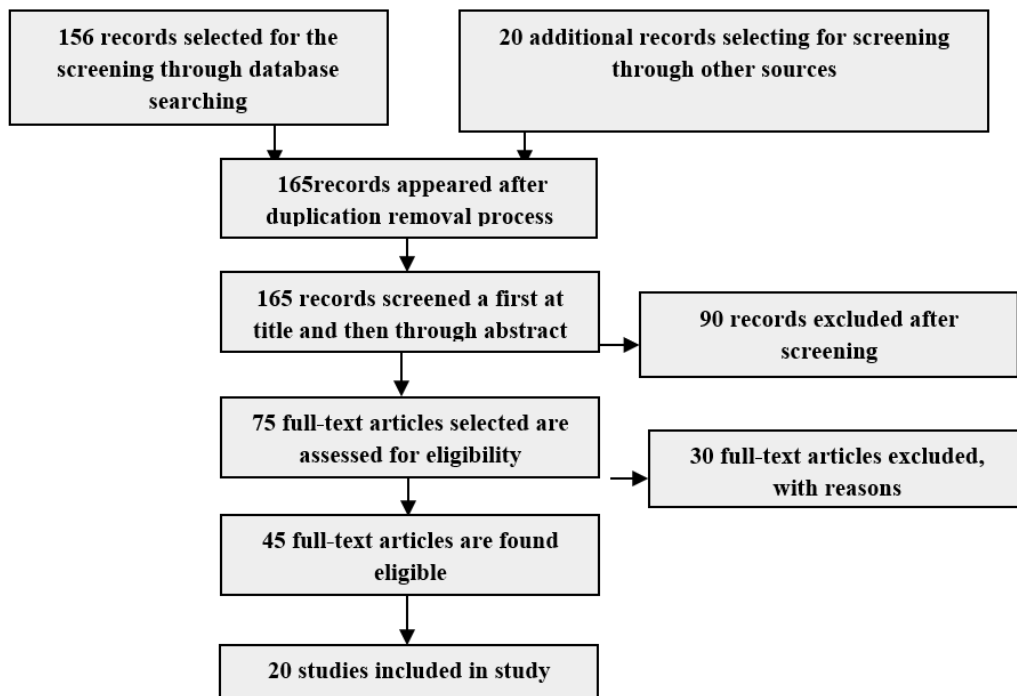 156 records selected for the
screening through database
searching
20 additional records selecting for screening
through other sources
165records appeared after
duplication removal process
165 records screened a first at
title and then through abstract
90 records excluded after
screening
75 full-text articles selected are
assessed for eligibility
30 full-text articles excluded,
with reasons
45 full-text articles are found
eligible
20 studies included in study